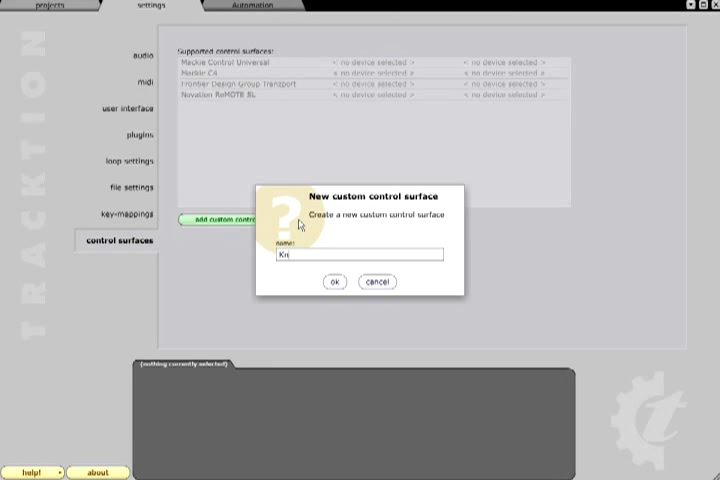 projects
settings
Automation
TRACKTION
audio
midi
user interface
plugins
loop settings
file settings
key-mappings
control surfaces
Supported control surfaces:
Mackie Control Universal < no device selected > < no device selected >
Mackie C4 < no device selected > < no device selected >
Frontier Design Group Tranzport < no device selected > < no device selected >
Novation ReMOTE SL < no device selected > < no device selected >
add custom contro
?
New custom control surface
Create a new custom control surface
name:
Kn
ok
cancel
(nothing currently selected)
t
help!
about